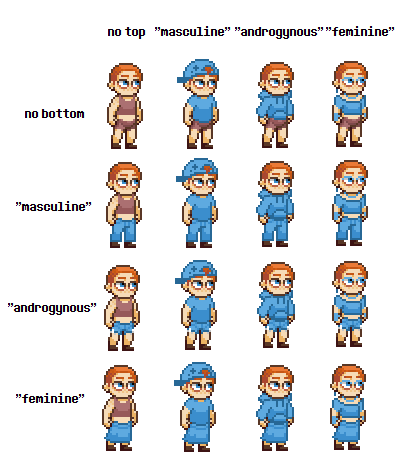 no top "masculine" "androgynous" "feminine"
no bottom
"masculine"
"androgynous"
"feminine"